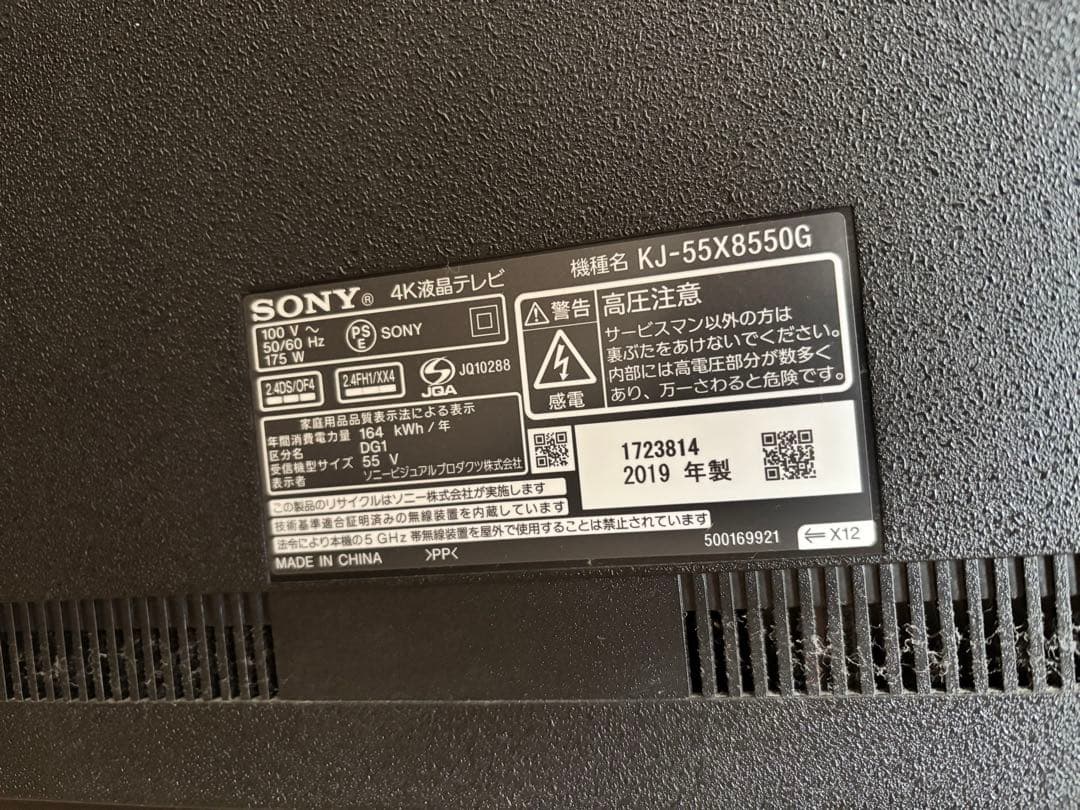 SONY® 4K液晶テレビ
機種名 KJ-55X8550G
100 V ～
50/60 Hz
175 W
PS
E
SONY
2.4DS/OF4
2.4FH1/XX4
JQA
JQ10288
家庭用品品質表示法による表示
年間消費電力量 164 kWh/年
区分名 DG1
受信機型サイズ 55 V
表示者 ソニービジュアルプロダクツ株式会社
警告
感電
高圧注意
サービスマン以外の方は
裏ぶたをあけないでください。
内部には高電圧部分が数多く
あり、万一さわると危険です。
1723814
2019 年製
この製品のリサイクルはソニー株式会社が実施します
技術基準適合証明済みの無線装置を内蔵しています
法令により本機の5 GHz 帯無線装置を屋外で使用することは禁止されています
MADE IN CHINA >PP<
500169921
X12